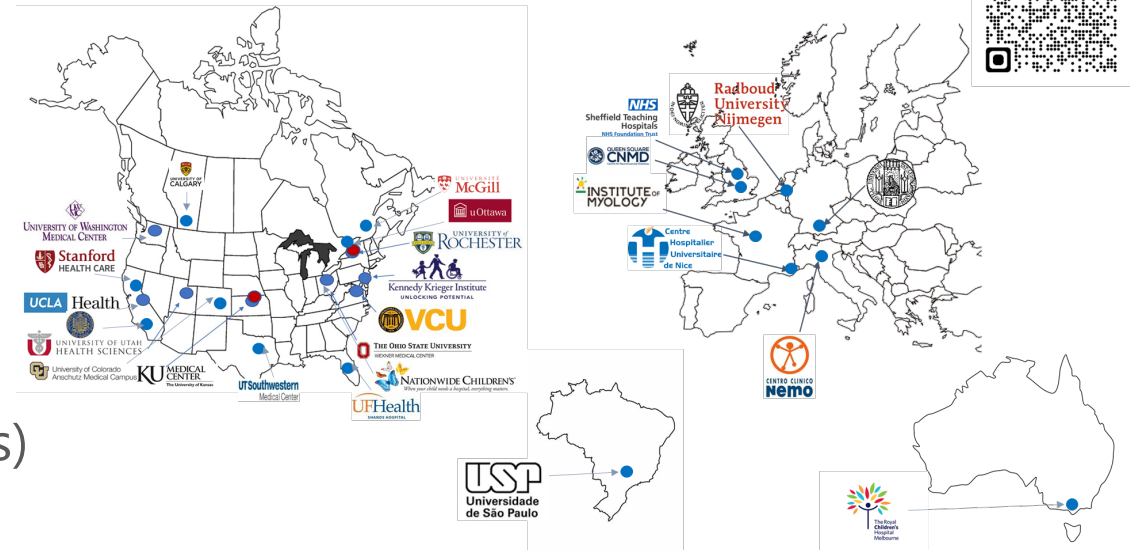 UNIVERSITY OF
CALGARY
UNIVERSITÉ
McGill
uOttawa
UNIVERSITY of
ROCHESTER
UNIVERSITY OF WASHINGTON
MEDICAL CENTER
Stanford
HEALTH CARE
Kennedy Krieger Institute
UNLOCKING POTENTIAL
UCLA Health
VCU
UNIVERSITY OF UTAH
HEALTH SCIENCES
THE OHIO STATE UNIVERSITY
WEXNER MEDICAL CENTER
University of Colorado
Anschutz Medical Campus
KU MEDICAL
CENTER
The University of Kansas
NATIONWIDE CHILDREN'S
When your child needs a hospital, everything matters.
UTSouthwestern
Medical Center
UFHealth
SHANDS HOSPITAL
s)
NHS
Sheffield Teaching
Hospitals
NHS Foundation Trust
Radboud
University
Nijmegen
QUEEN SQUARE
CNMD
INSTITUTE OF
MYOLOGY
Centre
Hospitalier
Universitaire
de Nice
CENTRO CLINICO
NeMO
USP
Universidade
de São Paulo
The Royal
Children's
Hospital
Melbourne